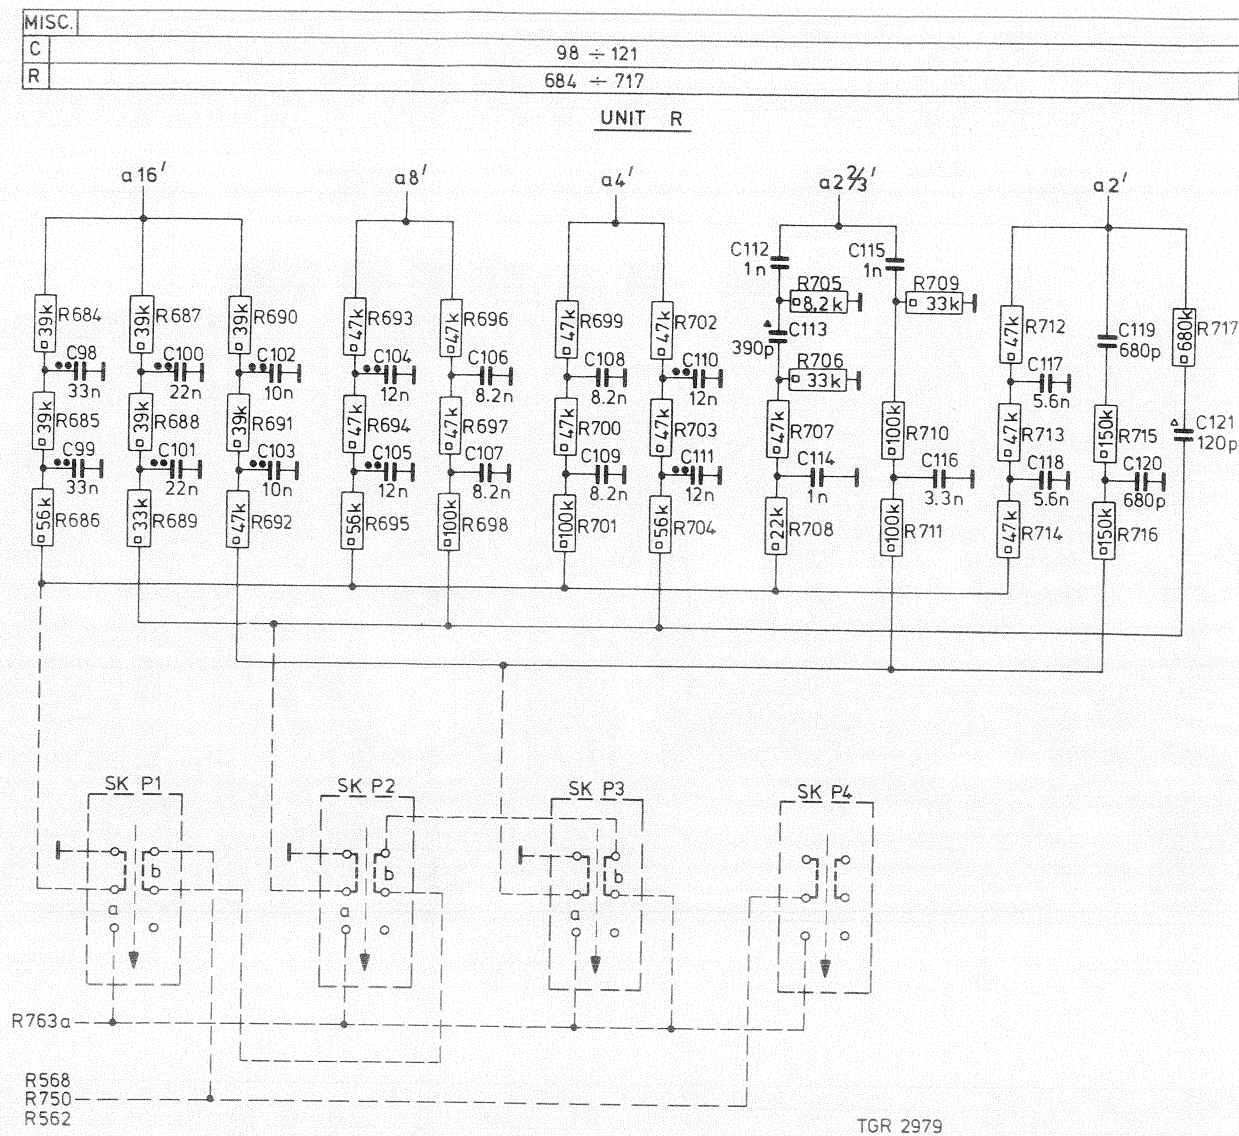 MISC.
C 98 ÷ 121
R 684 ÷ 717
UNIT R
a16' a8' a4' a2⅔' a2'
C112 1n C115 1n
R705 8.2k R709 33k
39k R684 39k R687 39k R690 47k R693 47k R696 47k R699 47k R702 C113 390p 47k R712 C119 680p 680k R717
R706 33k
C98 33n C100 22n C102 10n C104 12n C106 8.2n C108 8.2n C110 12n C117 5.6n
39k R685 39k R688 39k R691 47k R694 47k R697 47k R700 47k R703 47k R707 100k R710 47k R713 150k R715 C121 120p
C99 33n C101 22n C103 10n C105 12n C107 8.2n C109 8.2n C111 12n C114 1n C116 3.3n C118 5.6n C120 680p
56k R686 33k R689 47k R692 56k R695 100k R698 100k R701 56k R704 22k R708 100k R711 47k R714 150k R716
SK P1 SK P2 SK P3 SK P4
b b b
a a a
R763a
R568
R750
R562
TGR 2979